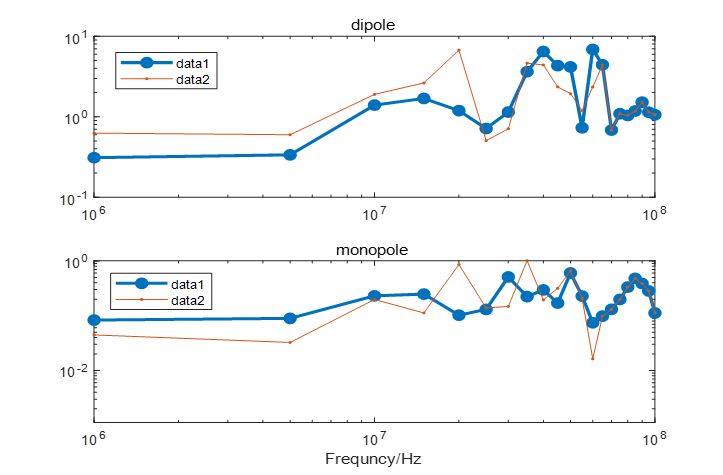 dipole
10^1
data1
data2
10^0
10^-1
10^6 10^7 10^8
monopole
10^0
data1
data2
10^-2
10^6 10^7 10^8
Frequncy/Hz